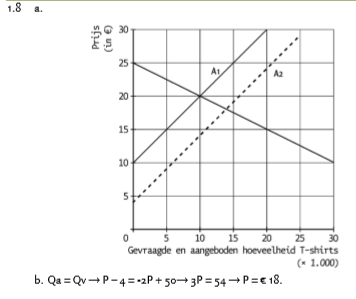 1.8 a.
Prijs (in €)
30
25
20
15
10
5
A1
A2
0 5 10 15 20 25 30
Gevraagde en aangeboden hoeveelheid T-shirts
(× 1.000)
b. Qa = Qv → P – 4 = -2P + 50 → 3P = 54 → P = € 18.